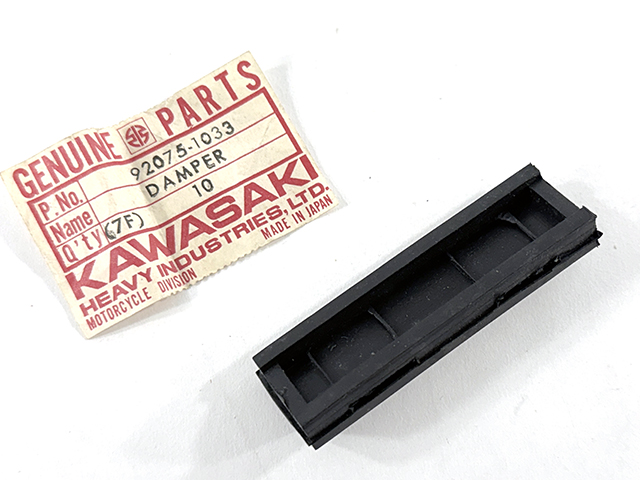 GENUINE PARTS
P.No. 92075-1033
Name DAMPER
Q'ty (7F) 10
KAWASAKI
HEAVY INDUSTRIES, LTD.
MOTORCYCLE DIVISION MADE IN JAPAN